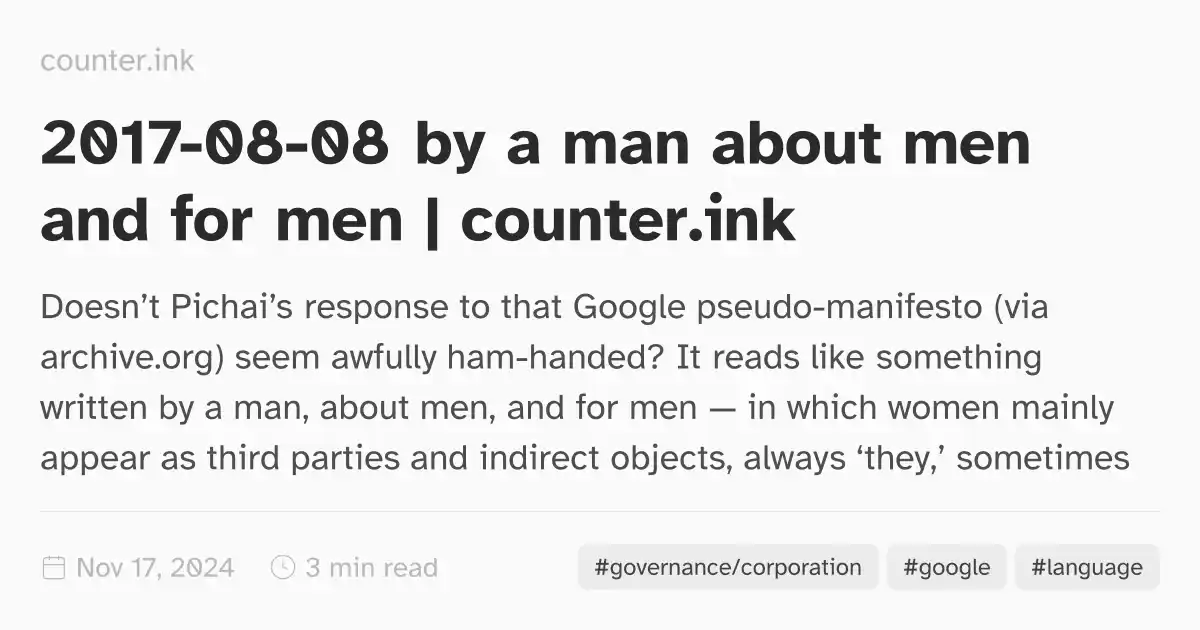 counter.ink
2017-08-08 by a man about men
and for men | counter.ink
Doesn’t Pichai’s response to that Google pseudo-manifesto (via
archive.org) seem awfully ham-handed? It reads like something
written by a man, about men, and for men — in which women mainly
appear as third parties and indirect objects, always ‘they,’ sometimes
Nov 17, 2024 3 min read #governance/corporation #google #language